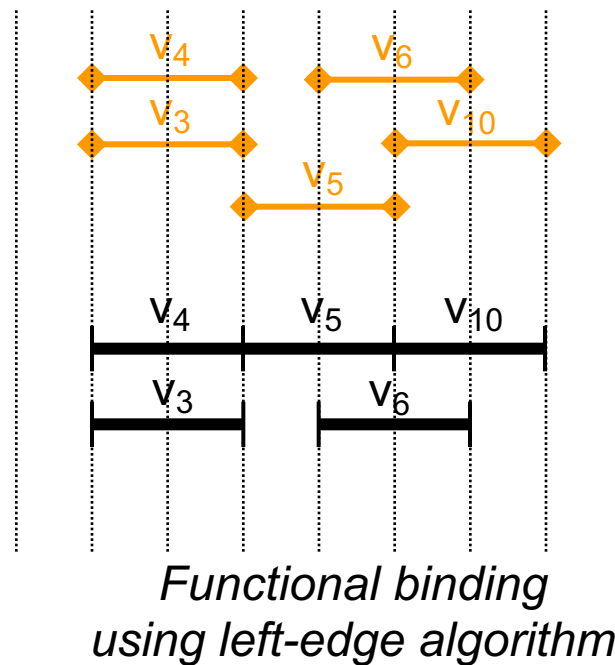 v4 v6
v3 v10
v5
v4 v5 v10
v3 v6
Functional binding
using left-edge algorithm